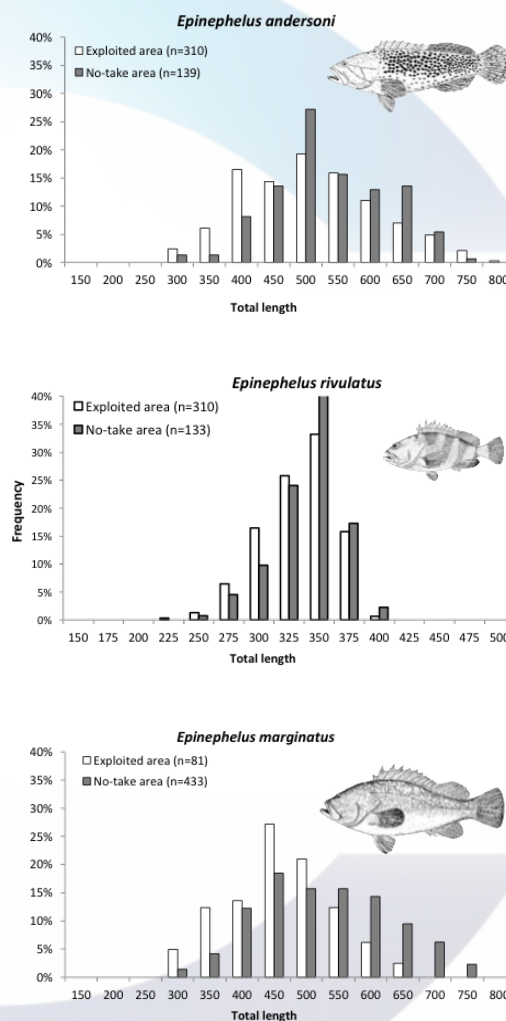 Epinephelus andersoni
40%
Exploited area (n=310)
35%
No-take area (n=139)
30%
25%
20%
15%
10%
5%
0%
150 200 250 300 350 400 450 500 550 600 650 700 750 800
Total length
Epinephelus rivulatus
40%
Exploited area (n=310)
35%
No-take area (n=133)
30%
25%
Frequency
20%
15%
10%
5%
0%
150 175 200 225 250 275 300 325 350 375 400 425 450 475 500
Total length
Epinephelus marginatus
40%
Exploited area (n=81)
35%
No-take area (n=433)
30%
25%
20%
15%
10%
5%
0%
150 200 250 300 350 400 450 500 550 600 650 700 750 800
Total length